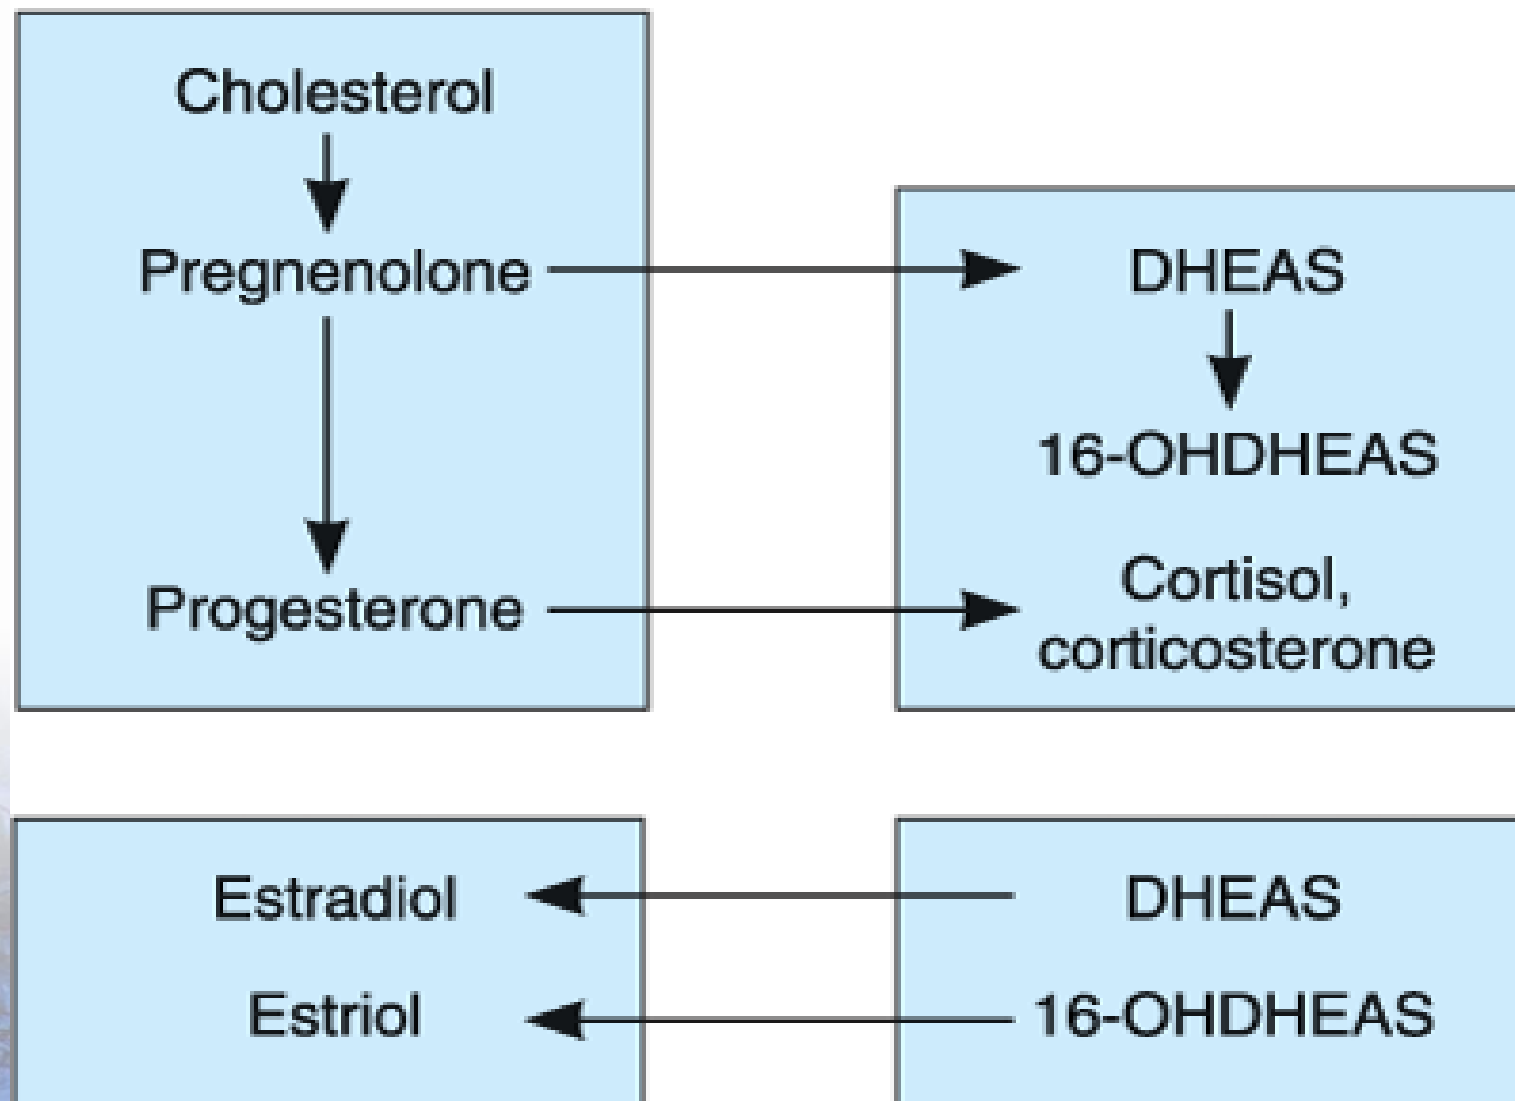 Cholesterol
Pregnenolone
Progesterone
DHEAS
16-OHDHEAS
Cortisol,
corticosterone
Estradiol
DHEAS
Estriol
16-OHDHEAS